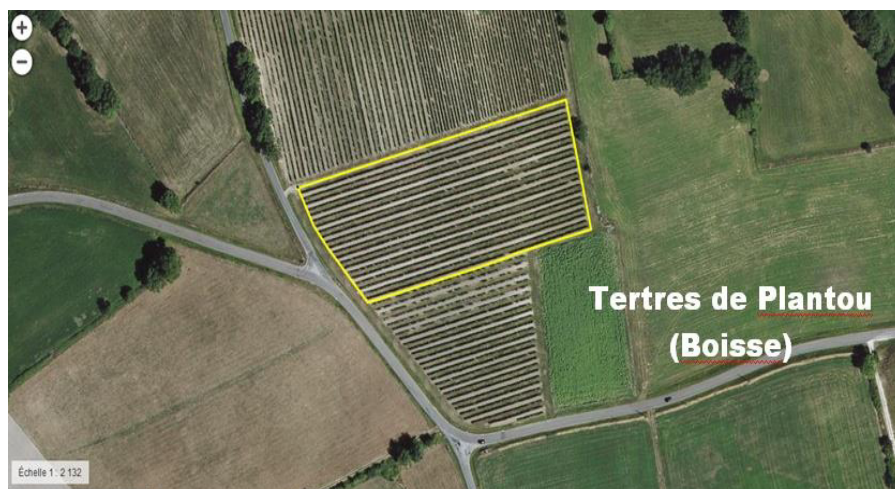 +
−
Tertres de Plantou
(Boisse)
Échelle 1 : 2 132